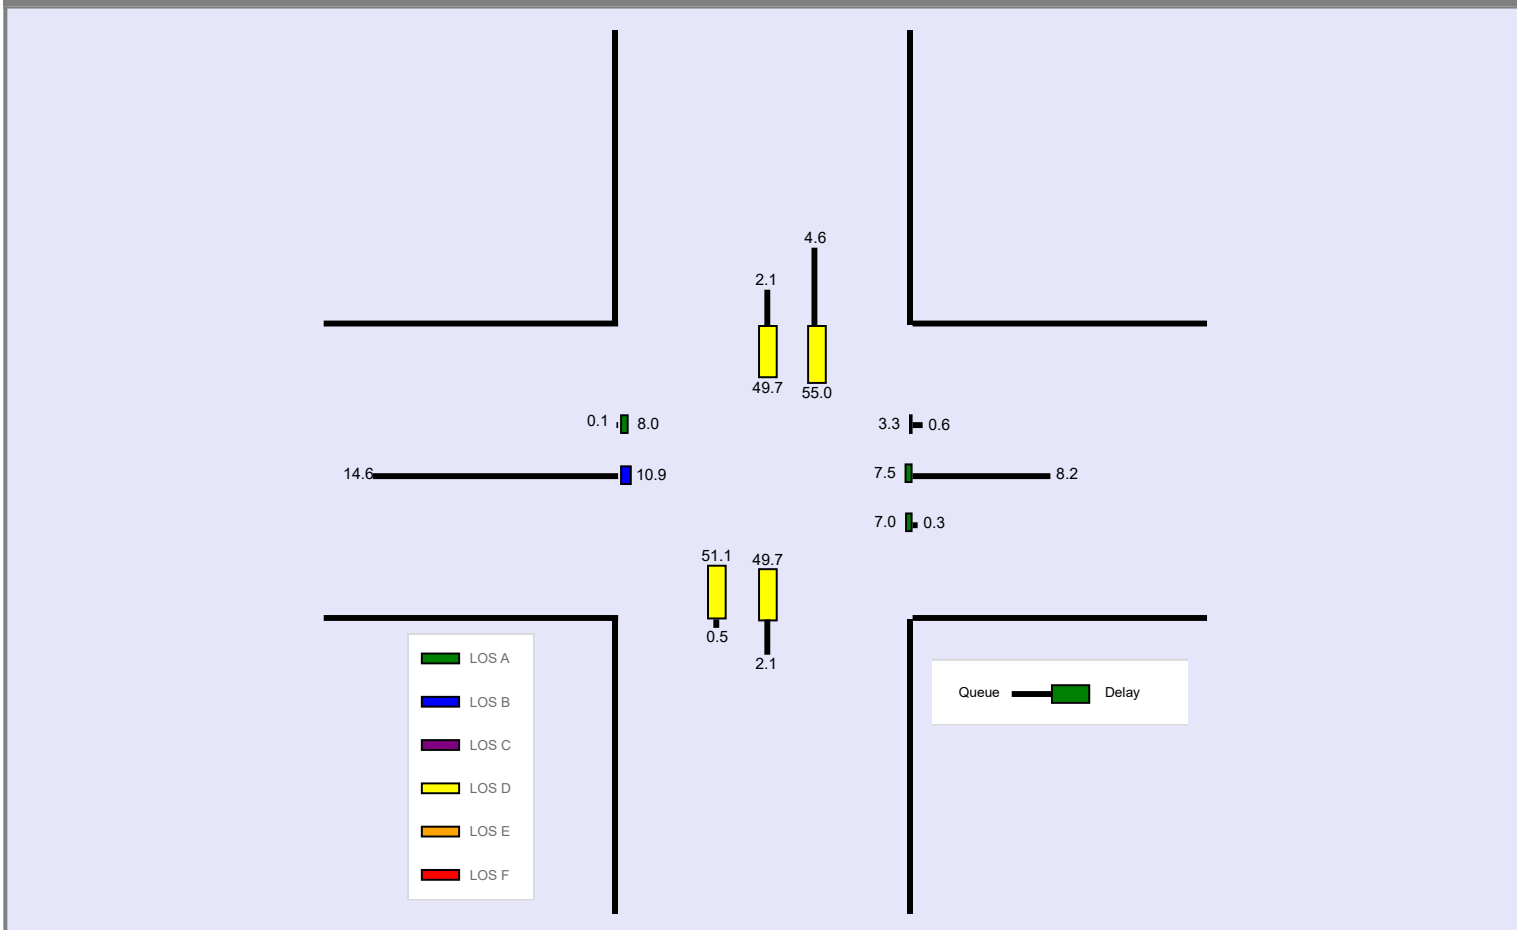 4.6
2.1
49.7
55.0
0.1 8.0
3.3 0.6
14.6 10.9
7.5 8.2
7.0 0.3
51.1 49.7
0.5
2.1
LOS A
LOS B
LOS C
LOS D
LOS E
LOS F
Queue Delay